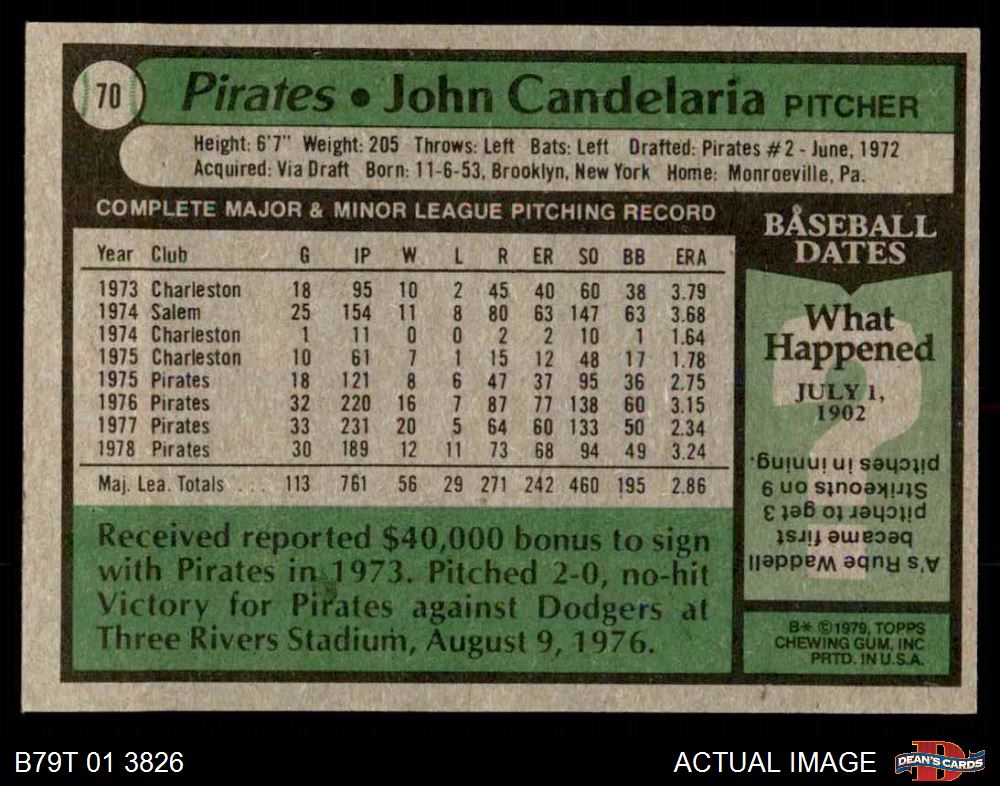 70
Pirates • John Candelaria PITCHER
Height: 6'7" Weight: 205 Throws: Left Bats: Left Drafted: Pirates #2 - June, 1972
Acquired: Via Draft Born: 11-6-53, Brooklyn, New York Home: Monroeville, Pa.
COMPLETE MAJOR & MINOR LEAGUE PITCHING RECORD
Year Club G IP W L R ER SO BB ERA
1973 Charleston 18 95 10 2 45 40 60 38 3.79
1974 Salem 25 154 11 8 80 63 147 63 3.68
1974 Charleston 1 11 0 0 2 2 10 1 1.64
1975 Charleston 10 61 7 1 15 12 48 17 1.78
1975 Pirates 18 121 8 6 47 37 95 36 2.75
1976 Pirates 32 220 16 7 87 77 138 60 3.15
1977 Pirates 33 231 20 5 64 60 133 50 2.34
1978 Pirates 30 189 12 11 73 68 94 49 3.24
Maj. Lea. Totals ... 113 761 56 29 271 242 460 195 2.86
Received reported $40,000 bonus to sign
with Pirates in 1973. Pitched 2-0, no-hit
Victory for Pirates against Dodgers at
Three Rivers Stadium, August 9, 1976.
BASEBALL
DATES
What
Happened
JULY 1,
1902
?
A's Rube Waddell
became first
pitcher to get 3
Strikeouts on 9
pitches in inning.
B* ©1979, TOPPS
CHEWING GUM, INC
PRTD. IN U.S.A.
B79T 01 3826
ACTUAL IMAGE
D
DEAN'S CARDS